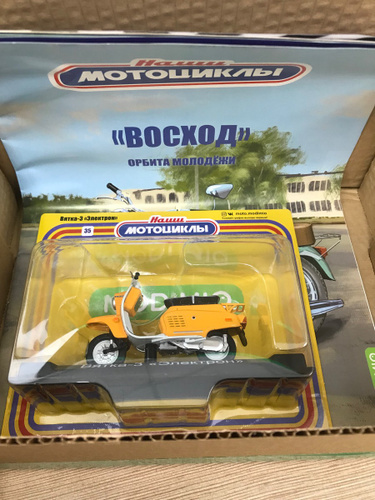 Наши
МОТОЦИКЛЫ
«ВОСХОД»
ОРБИТА МОЛОДЕЖИ
Вятка-3 «Электрон»
35
Наши
МОТОЦИКЛЫ
Вятка-3 «Электрон»